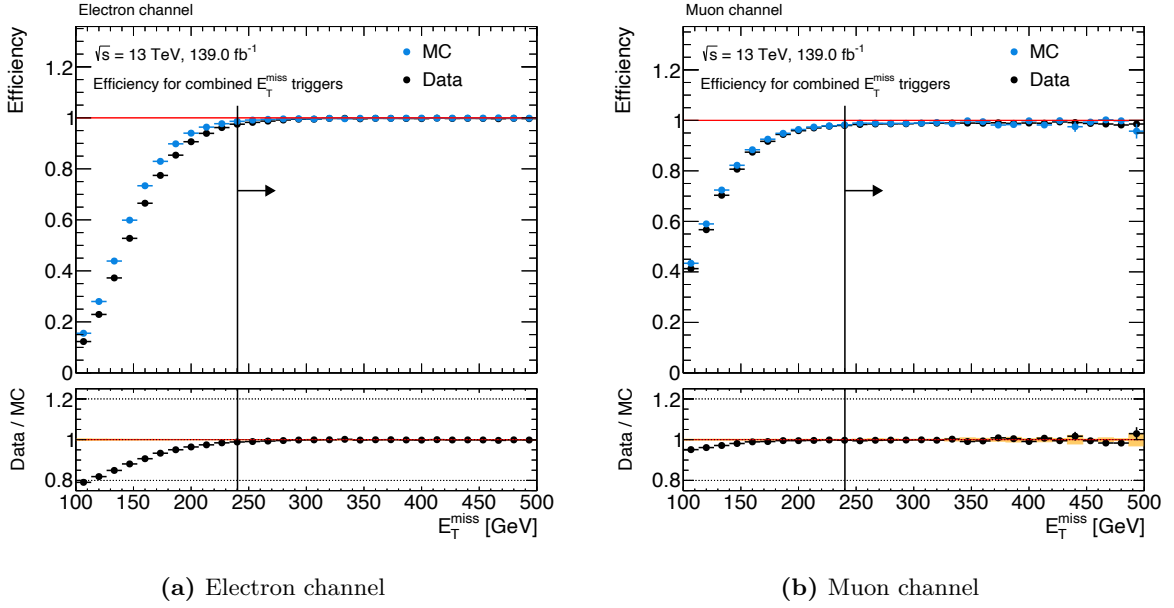 Electron channel
√s = 13 TeV, 139.0 fb⁻¹
Efficiency for combined E_T^miss triggers
MC
Data
Efficiency
1.2
1
0.8
0.6
0.4
0.2
0
Data / MC
1.2
1
0.8
100 150 200 250 300 350 400 450 500
E_T^miss [GeV]
(a) Electron channel
Muon channel
√s = 13 TeV, 139.0 fb⁻¹
Efficiency for combined E_T^miss triggers
MC
Data
Efficiency
1.2
1
0.8
0.6
0.4
0.2
0
Data / MC
1.2
1
0.8
100 150 200 250 300 350 400 450 500
E_T^miss [GeV]
(b) Muon channel